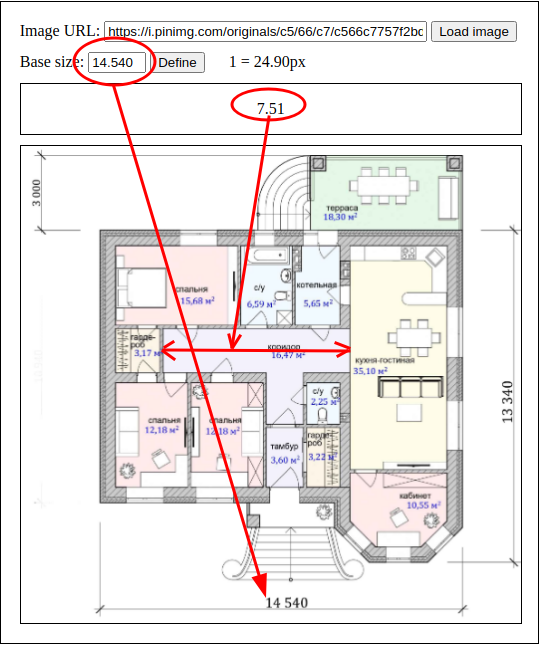 Image URL: https://i.pinimg.com/originals/c5/66/c7/c566c7757f2bc Load image
Base size: 14.540 Define 1 = 24.90px
7.51
3 000
терраса
18,30 м²
спальня
15,68 м²
с/у
6,59 м²
котельная
5,65 м²
гарде-
роб
3,17 м²
коридор
16,47 м²
кухня-гостиная
35,10 м²
13 340
спальня
12,18 м²
спальня
12,18 м²
с/у
2,25 м²
тамбур
3,60 м²
гарде-
роб
3,22 м²
кабинет
10,55 м²
14 540